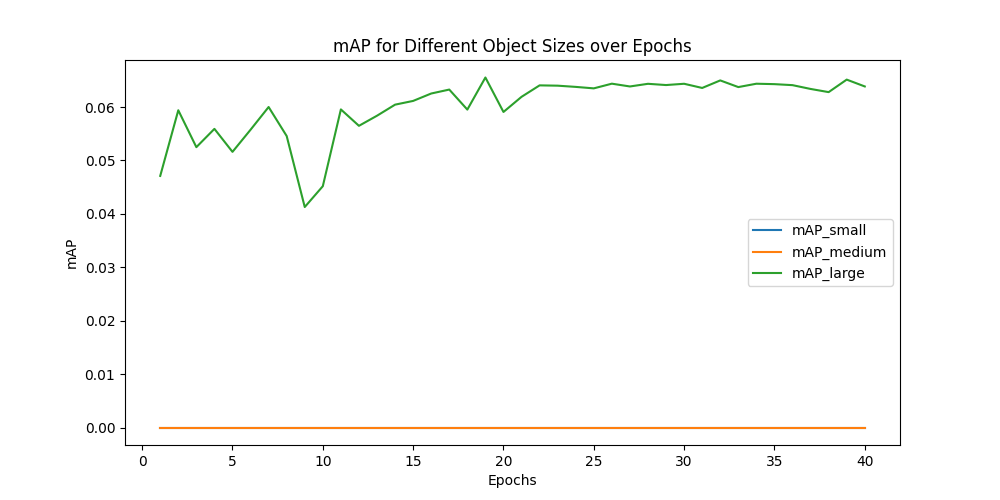 mAP for Different Object Sizes over Epochs
mAP
0.06
0.05
0.04
0.03
0.02
0.01
0.00
mAP_small
mAP_medium
mAP_large
0 5 10 15 20 25 30 35 40
Epochs